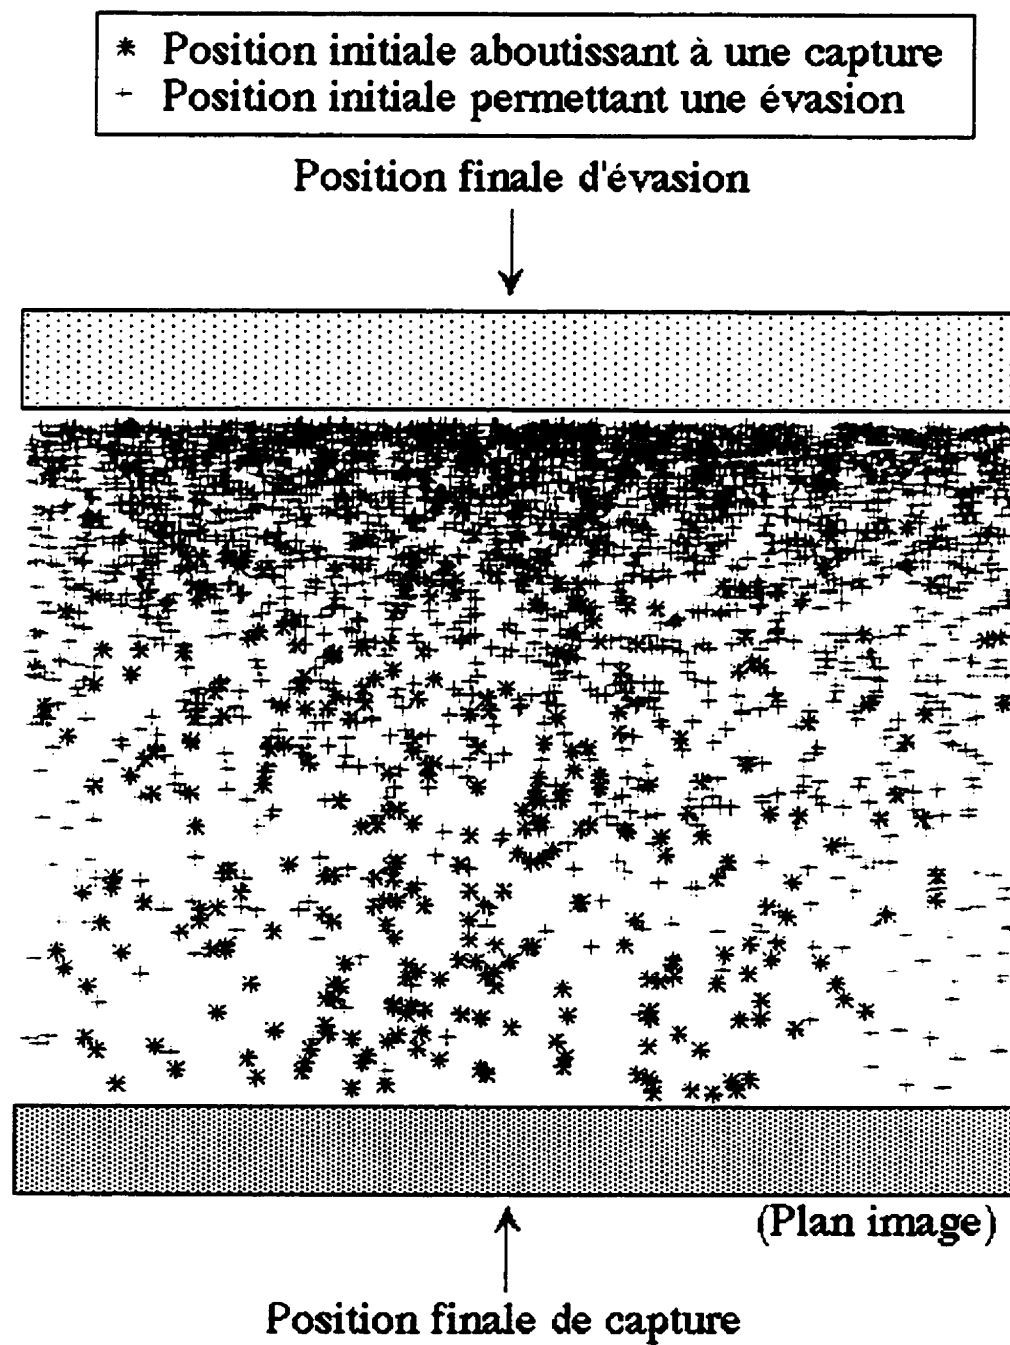 * Position initiale aboutissant à une capture
+ Position initiale permettant une évasion
Position finale d'évasion
(Plan image)
Position finale de capture